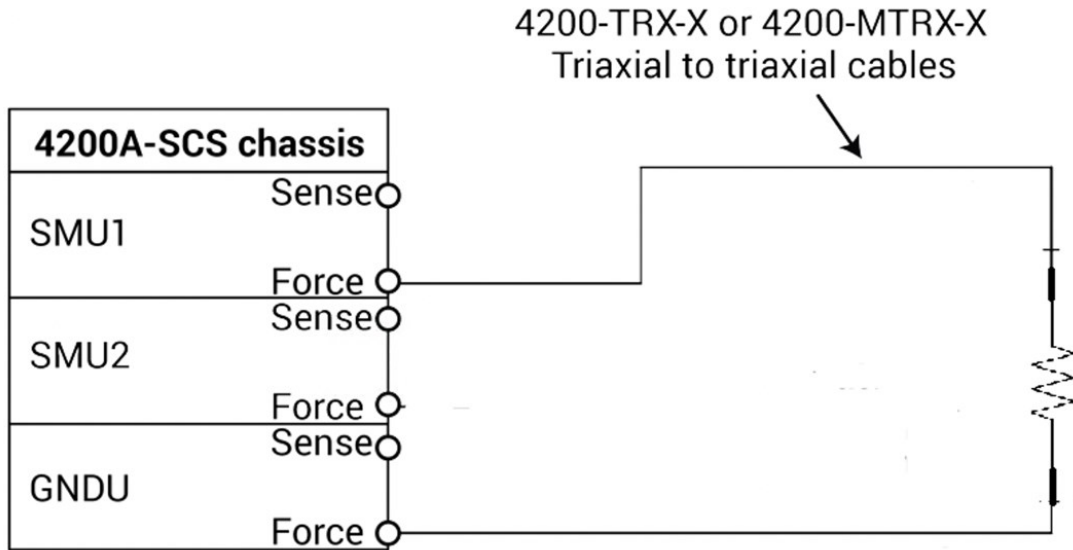 4200-TRX-X or 4200-MTRX-X
Triaxial to triaxial cables
4200A-SCS chassis
Sense
SMU1
Force
Sense
SMU2
Force
Sense
GNDU
Force